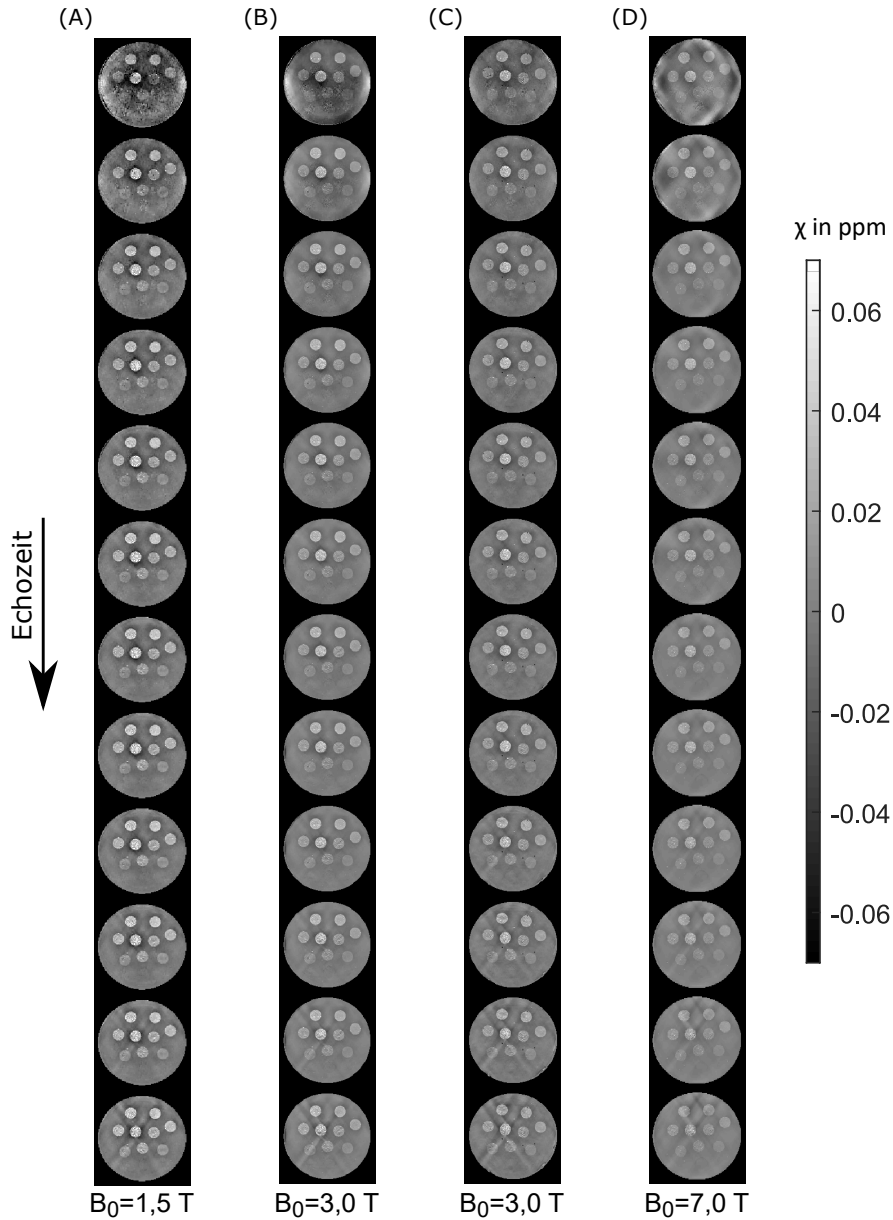 (A) (B) (C) (D)
χ in ppm
0.06
0.04
0.02
0
-0.02
-0.04
-0.06
Echozeit
B₀=1,5 T B₀=3,0 T B₀=3,0 T B₀=7,0 T